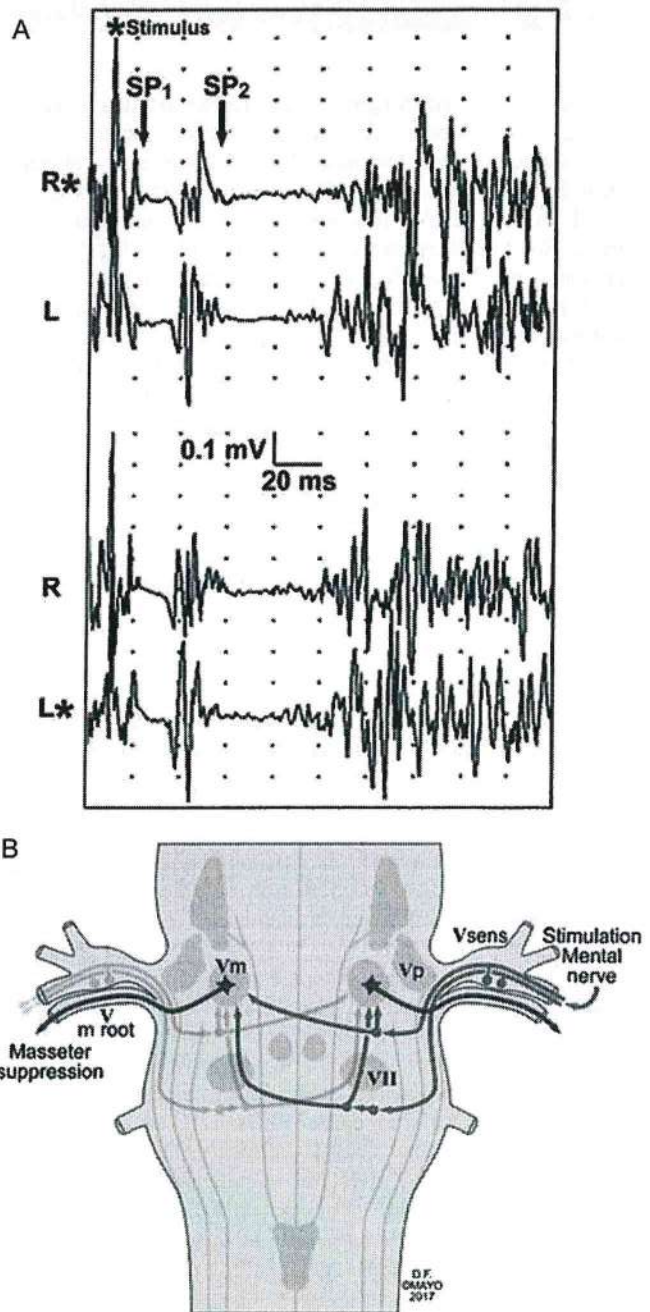 A
*Stimulus
SP1 SP2
R*
L
0.1 mV
20 ms
R
L*
B
Vm
Vp
Vsens
Stimulation
Mental
nerve
V
m root
Masseter
suppression
VII
D.F.
©MAYO
2017